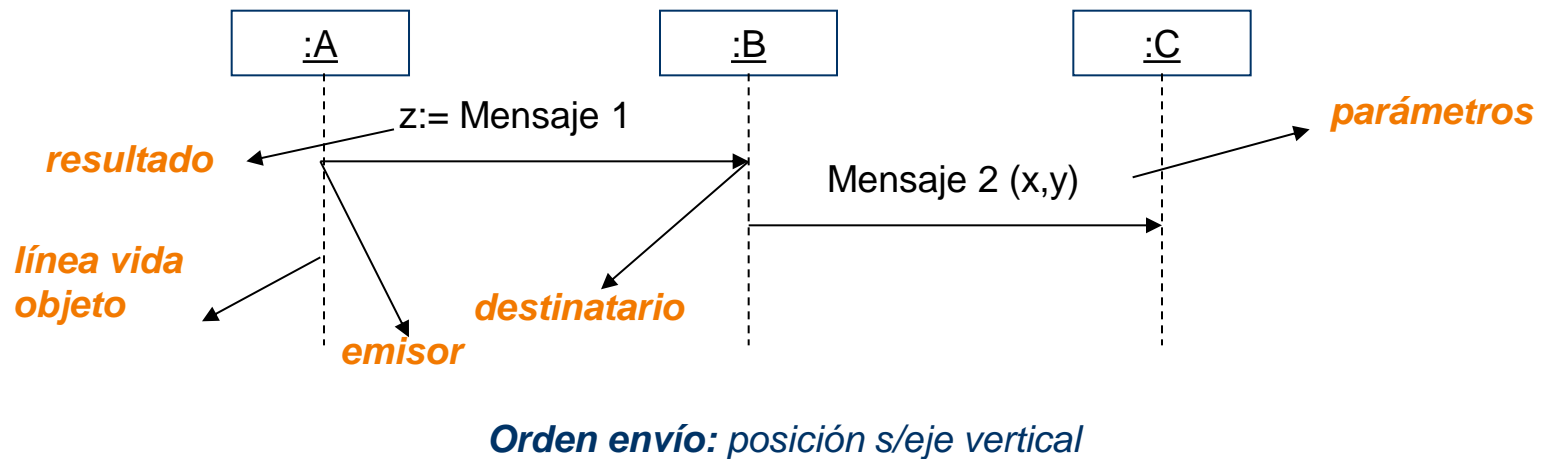 :A
:B
:C
z:= Mensaje 1
parámetros
resultado
Mensaje 2 (x,y)
línea vida
objeto
destinatario
emisor
Orden envío: posición s/eje vertical